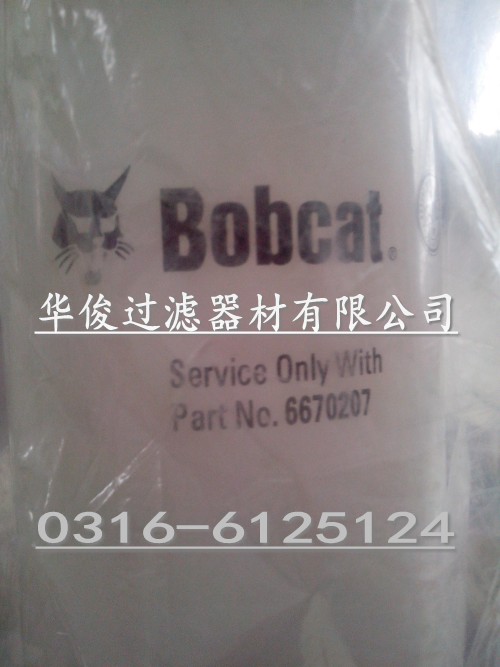 Bobcat®
华俊过滤器材有限公司
Service Only With
Part No. 6670207
0316-6125124